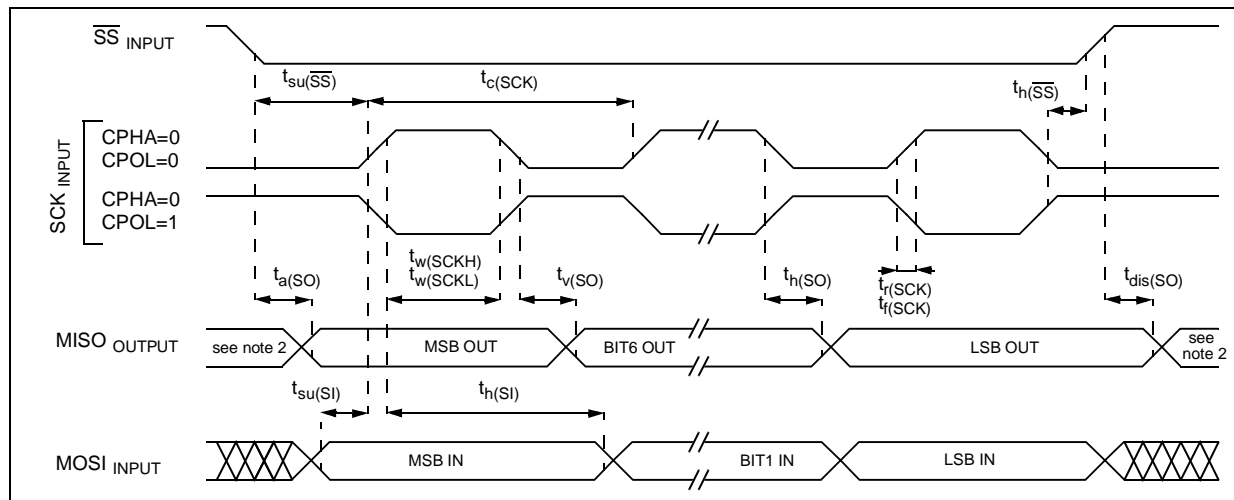 SS INPUT
tsu(SS)
tc(SCK)
th(SS)
SCK INPUT
CPHA=0
CPOL=0
CPHA=0
CPOL=1
ta(SO)
tw(SCKH)
tw(SCKL)
tv(SO)
th(SO)
tr(SCK)
tf(SCK)
tdis(SO)
MISO OUTPUT
see note 2
MSB OUT
BIT6 OUT
LSB OUT
see
note 2
tsu(SI)
th(SI)
MOSI INPUT
MSB IN
BIT1 IN
LSB IN